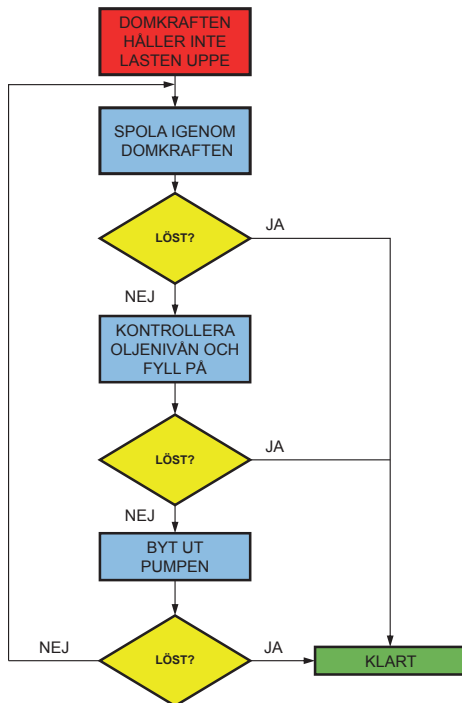 DOMKRAFTEN
HÅLLER INTE
LASTEN UPPE
SPOLA IGENOM
DOMKRAFTEN
LÖST?
JA
NEJ
KONTROLLERA
OLJENIVÅN OCH
FYLL PÅ
LÖST?
JA
NEJ
BYT UT
PUMPEN
NEJ
LÖST?
JA
KLART